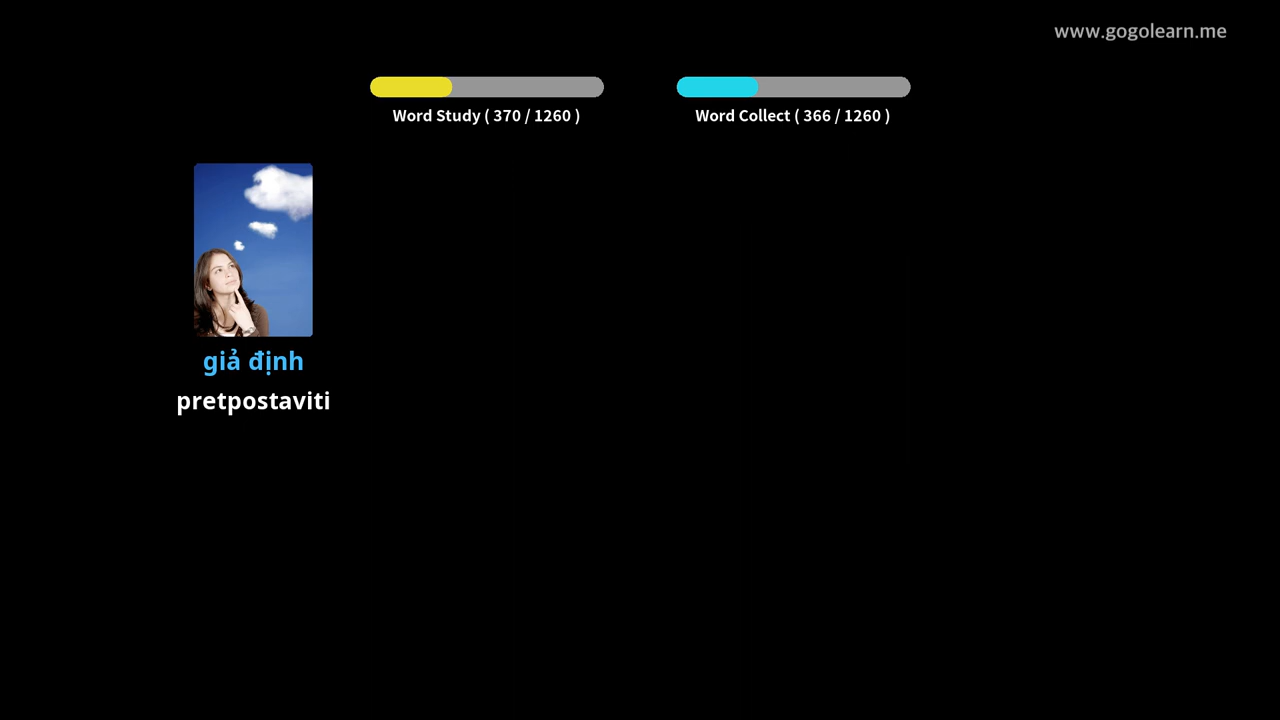 www.gogolearn.me
Word Study ( 370 / 1260 )
Word Collect ( 366 / 1260 )
giả định
pretpostaviti